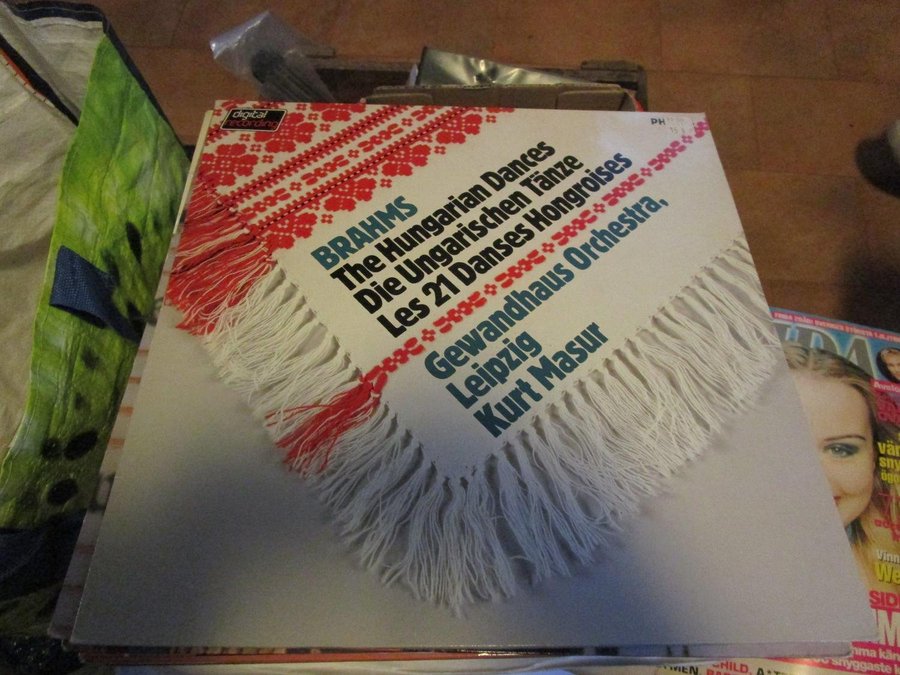 digital
recording
PH
BRAHMS
The Hungarian Dances
Die Ungarischen Tänze
Les 21 Danses Hongroises
Gewandhaus Orchestra,
Leipzig
Kurt Masur
Vinn